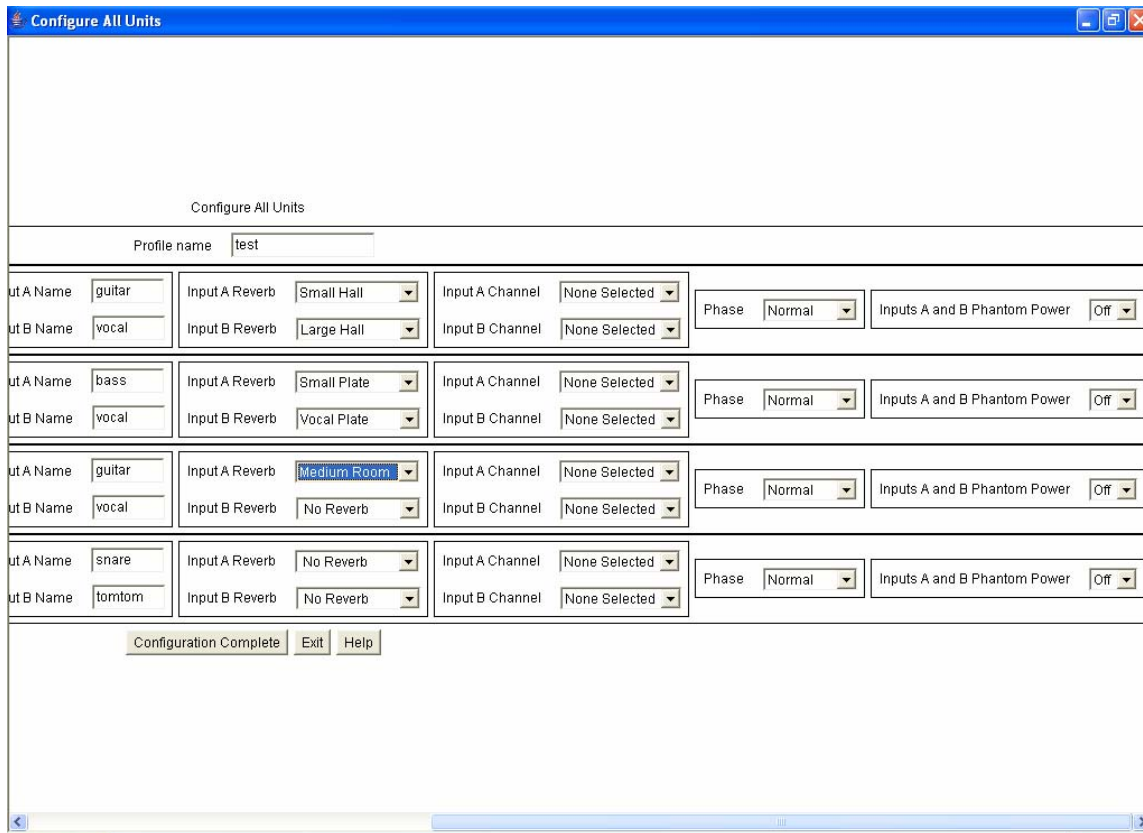 Configure All Units
Configure All Units
Profile name test
ut A Name guitar Input A Reverb Small Hall Input A Channel None Selected
Phase Normal Inputs A and B Phantom Power Off
ut B Name vocal Input B Reverb Large Hall Input B Channel None Selected
ut A Name bass Input A Reverb Small Plate Input A Channel None Selected
Phase Normal Inputs A and B Phantom Power Off
ut B Name vocal Input B Reverb Vocal Plate Input B Channel None Selected
ut A Name guitar Input A Reverb Medium Room Input A Channel None Selected
Phase Normal Inputs A and B Phantom Power Off
ut B Name vocal Input B Reverb No Reverb Input B Channel None Selected
ut A Name snare Input A Reverb No Reverb Input A Channel None Selected
Phase Normal Inputs A and B Phantom Power Off
ut B Name tomtom Input B Reverb No Reverb Input B Channel None Selected
Configuration Complete Exit Help